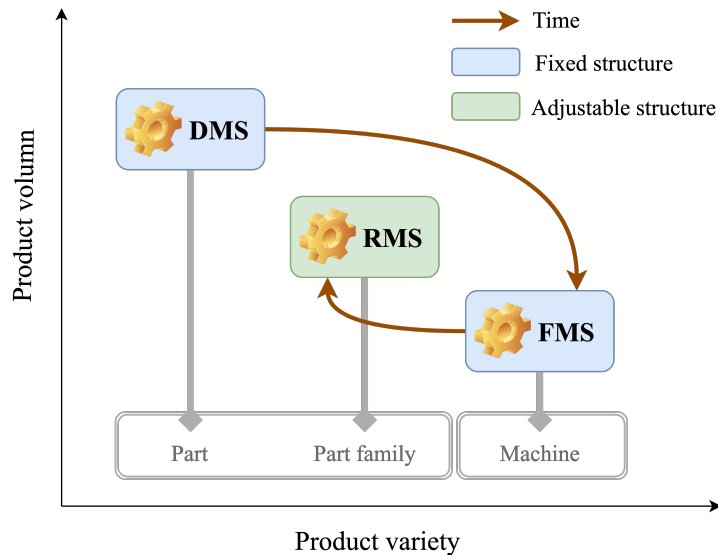 Time
Fixed structure
Adjustable structure
DMS
RMS
FMS
Part
Part family
Machine
Product volumn
Product variety